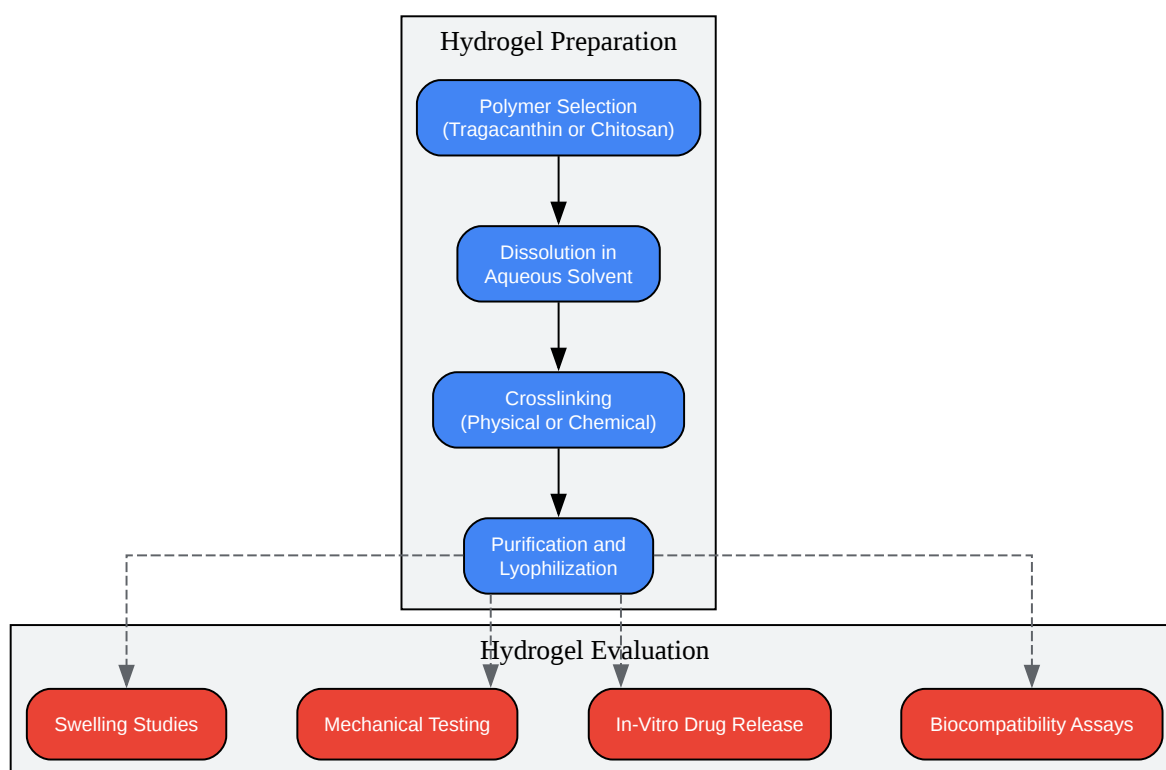 Hydrogel Preparation
Polymer Selection
(Tragacanthin or Chitosan)
Dissolution in
Aqueous Solvent
Crosslinking
(Physical or Chemical)
Purification and
Lyophilization
Hydrogel Evaluation
Swelling Studies
Mechanical Testing
In-Vitro Drug Release
Biocompatibility Assays